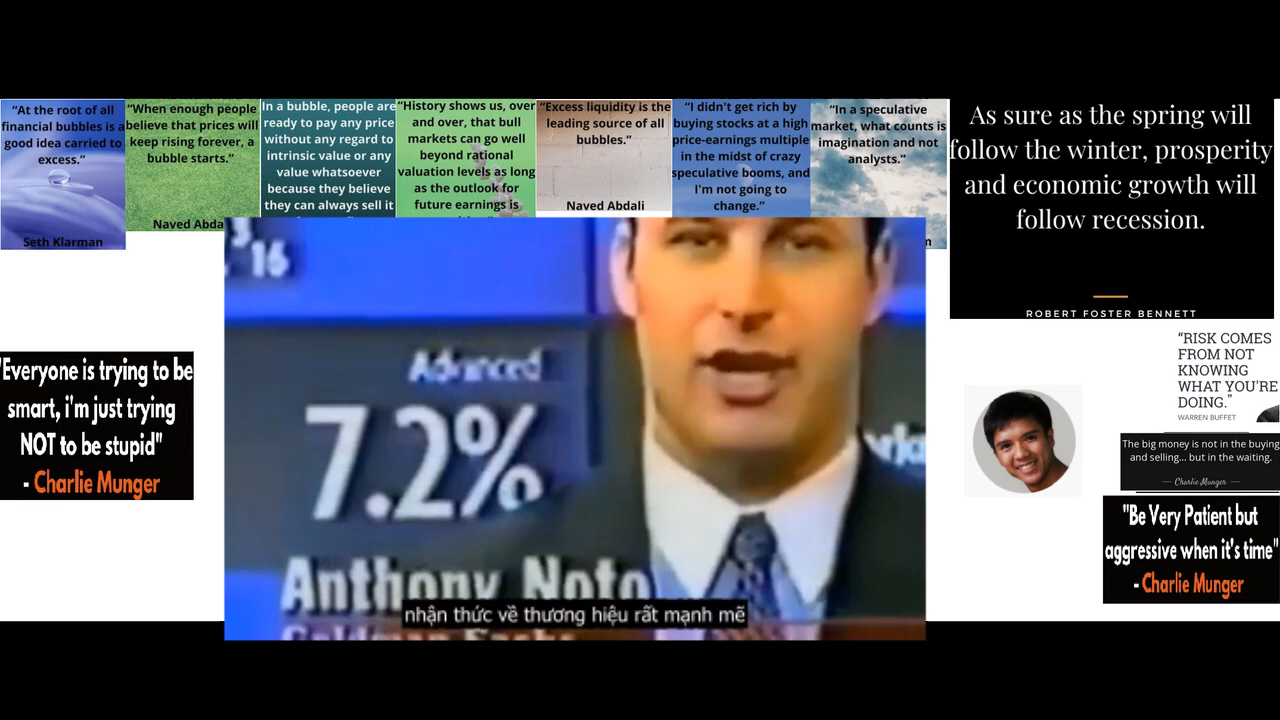 “At the root of all
financial bubbles is a
good idea carried to
excess.”
Seth Klarman
“When enough people
believe that prices will
keep rising forever, a
bubble starts.”
Naved Abda
In a bubble, people are
ready to pay any price
without any regard to
intrinsic value or any
value whatsoever
because they believe
they can always sell it
“History shows us, over
and over, that bull
markets can go well
beyond rational
valuation levels as long
as the outlook for
future earnings is
“Excess liquidity is the
leading source of all
bubbles.”
Naved Abdali
“I didn't get rich by
buying stocks at a high
price-earnings multiple
in the midst of crazy
speculative booms, and
I'm not going to
change.”
“In a speculative
market, what counts is
imagination and not
analysts.”
As sure as the spring will
follow the winter, prosperity
and economic growth will
follow recession.
ROBERT FOSTER BENNETT
"Everyone is trying to be
smart, i'm just trying
NOT to be stupid"
- Charlie Munger
3
16
Advanced
7.2%
Anthony Noto
Goldman Sachs
nhận thức về thương hiệu rất mạnh mẽ
“RISK COMES
FROM NOT
KNOWING
WHAT YOU'RE
DOING.”
WARREN BUFFET
The big money is not in the buying
and selling... but in the waiting.
— Charlie Munger —
"Be Very Patient but
aggressive when it's time"
- Charlie Munger